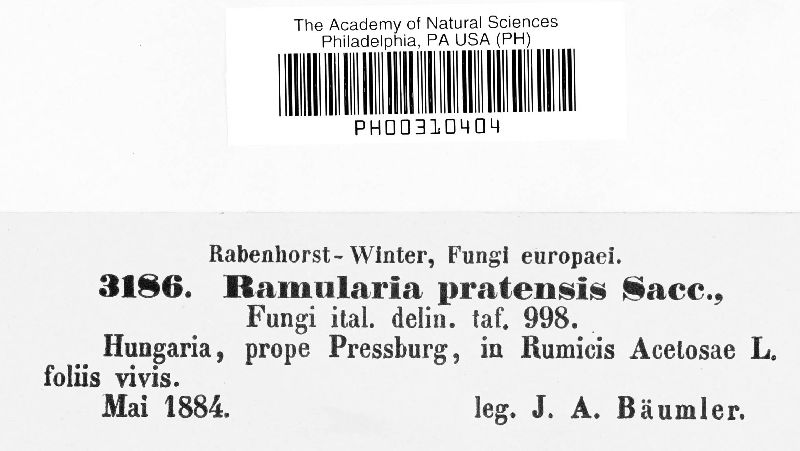 The Academy of Natural Sciences
Philadelphia, PA USA (PH)
PH00310404
Rabenhorst-Winter, Fungi europaei.
3186. Ramularia pratensis Sacc.,
Fungi ital. delin. taf. 998.
Hungaria, prope Pressburg, in Rumicis Acetosae L.
foliis vivis.
Mai 1884. leg. J. A. Bäumler.